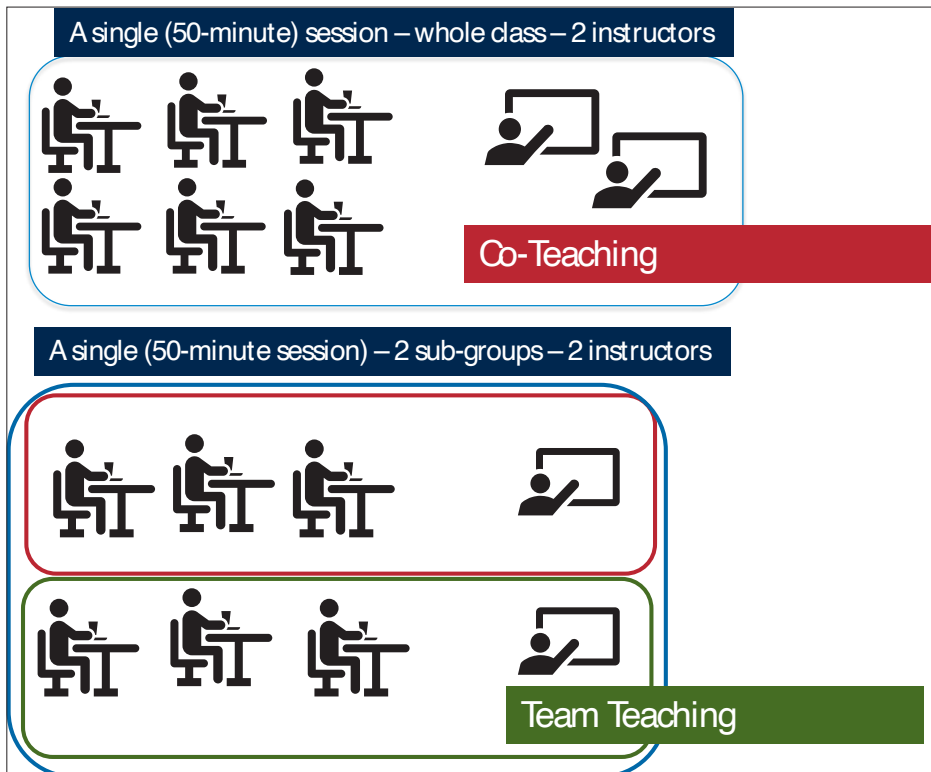 A single (50-minute) session – whole class – 2 instructors
Co-Teaching
A single (50-minute session) – 2 sub-groups – 2 instructors
Team Teaching